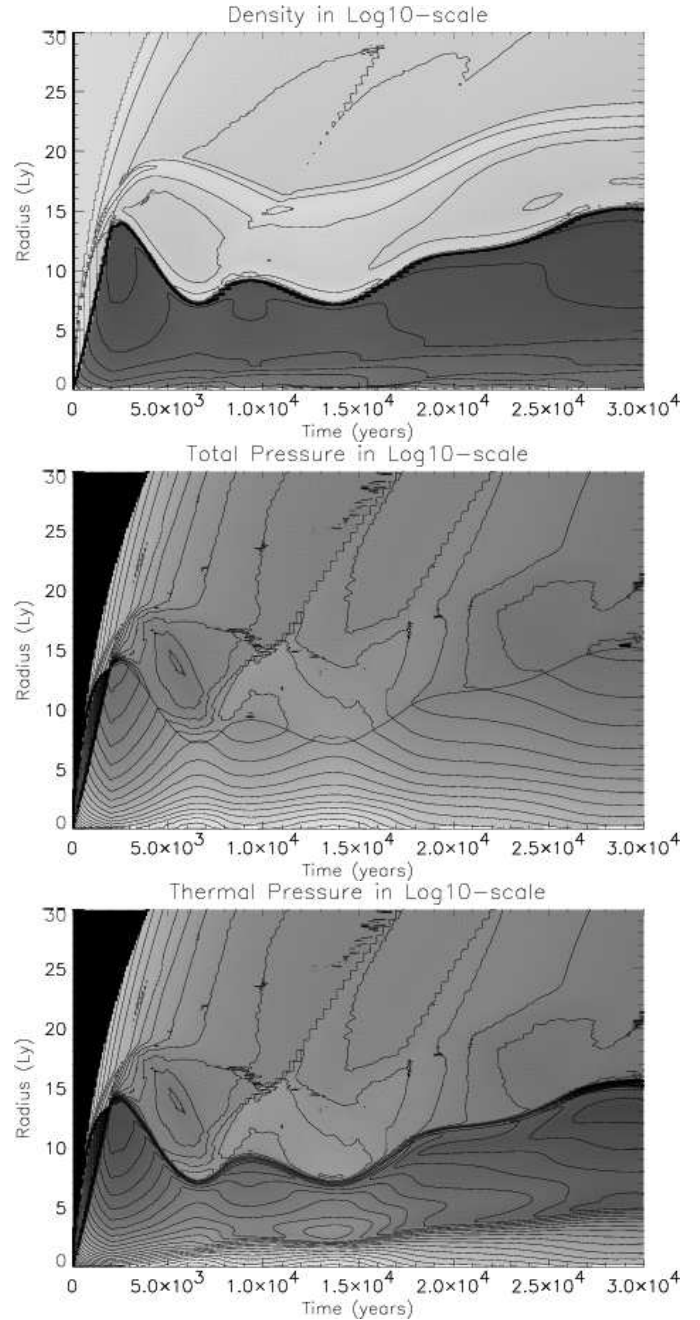 Density in Log10-scale
30
25
20
15
10
5
0
Radius (Ly)
0 5.0×10³ 1.0×10⁴ 1.5×10⁴ 2.0×10⁴ 2.5×10⁴ 3.0×10⁴
Time (years)
Total Pressure in Log10-scale
30
25
20
15
10
5
0
Radius (Ly)
0 5.0×10³ 1.0×10⁴ 1.5×10⁴ 2.0×10⁴ 2.5×10⁴ 3.0×10⁴
Time (years)
Thermal Pressure in Log10-scale
30
25
20
15
10
5
0
Radius (Ly)
0 5.0×10³ 1.0×10⁴ 1.5×10⁴ 2.0×10⁴ 2.5×10⁴ 3.0×10⁴
Time (years)